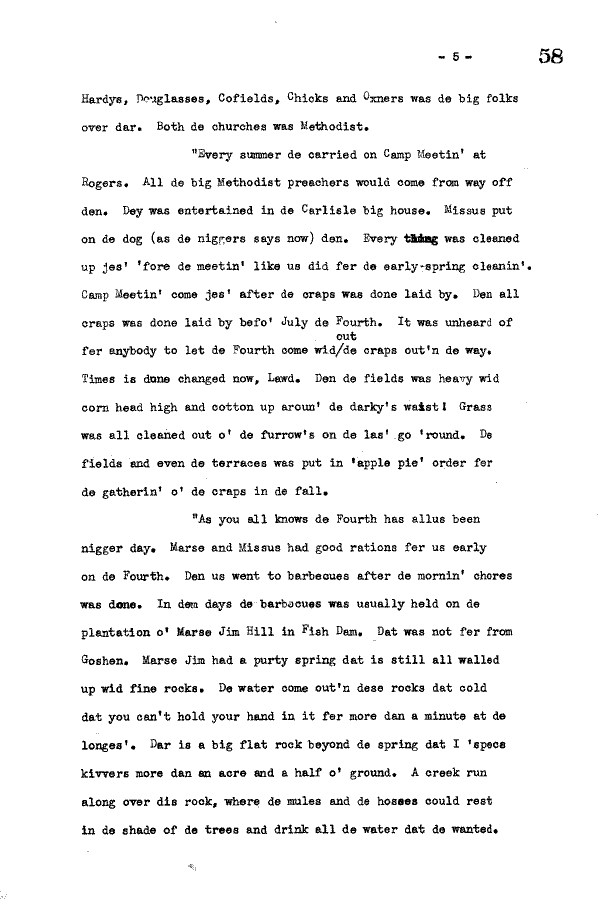 - 5 - 58
Hardys, Douglasses, Cofields, Chicks and Oxners was de big folks
over dar. Both de churches was Methodist.
"Every summer de carried on Camp Meetin' at
Rogers. All de big Methodist preachers would come from way off
den. Dey was entertained in de Carlisle big house. Missus put
on de dog (as de niggers says now) den. Every thing was cleaned
up jes' 'fore de meetin' like us did fer de early-spring cleanin'.
Camp Meetin' come jes' after de craps was done laid by. Den all
craps was done laid by befo' July de Fourth. It was unheard of
out
fer anybody to let de Fourth come wid/de craps out'n de way.
Times is done changed now, Lawd. Den de fields was heavy wid
corn head high and cotton up aroun' de darky's waist! Grass
was all cleaned out o' de furrow's on de las' go 'round. De
fields and even de terraces was put in 'apple pie' order fer
de gatherin' o' de craps in de fall.
"As you all knows de Fourth has allus been
nigger day. Marse and Missus had good rations fer us early
on de Fourth. Den us went to barbecues after de mornin' chores
was done. In dem days de barbacues was usually held on de
plantation o' Marse Jim Hill in Fish Dam. Dat was not fer from
Goshen. Marse Jim had a purty spring dat is still all walled
up wid fine rocks. De water come out'n dese rocks dat cold
dat you can't hold your hand in it fer more dan a minute at de
longes'. Dar is a big flat rock beyond de spring dat I 'specs
kivvers more dan an acre and a half o' ground. A creek run
along over dis rock, where de mules and de hosses could rest
in de shade of de trees and drink all de water dat de wanted.